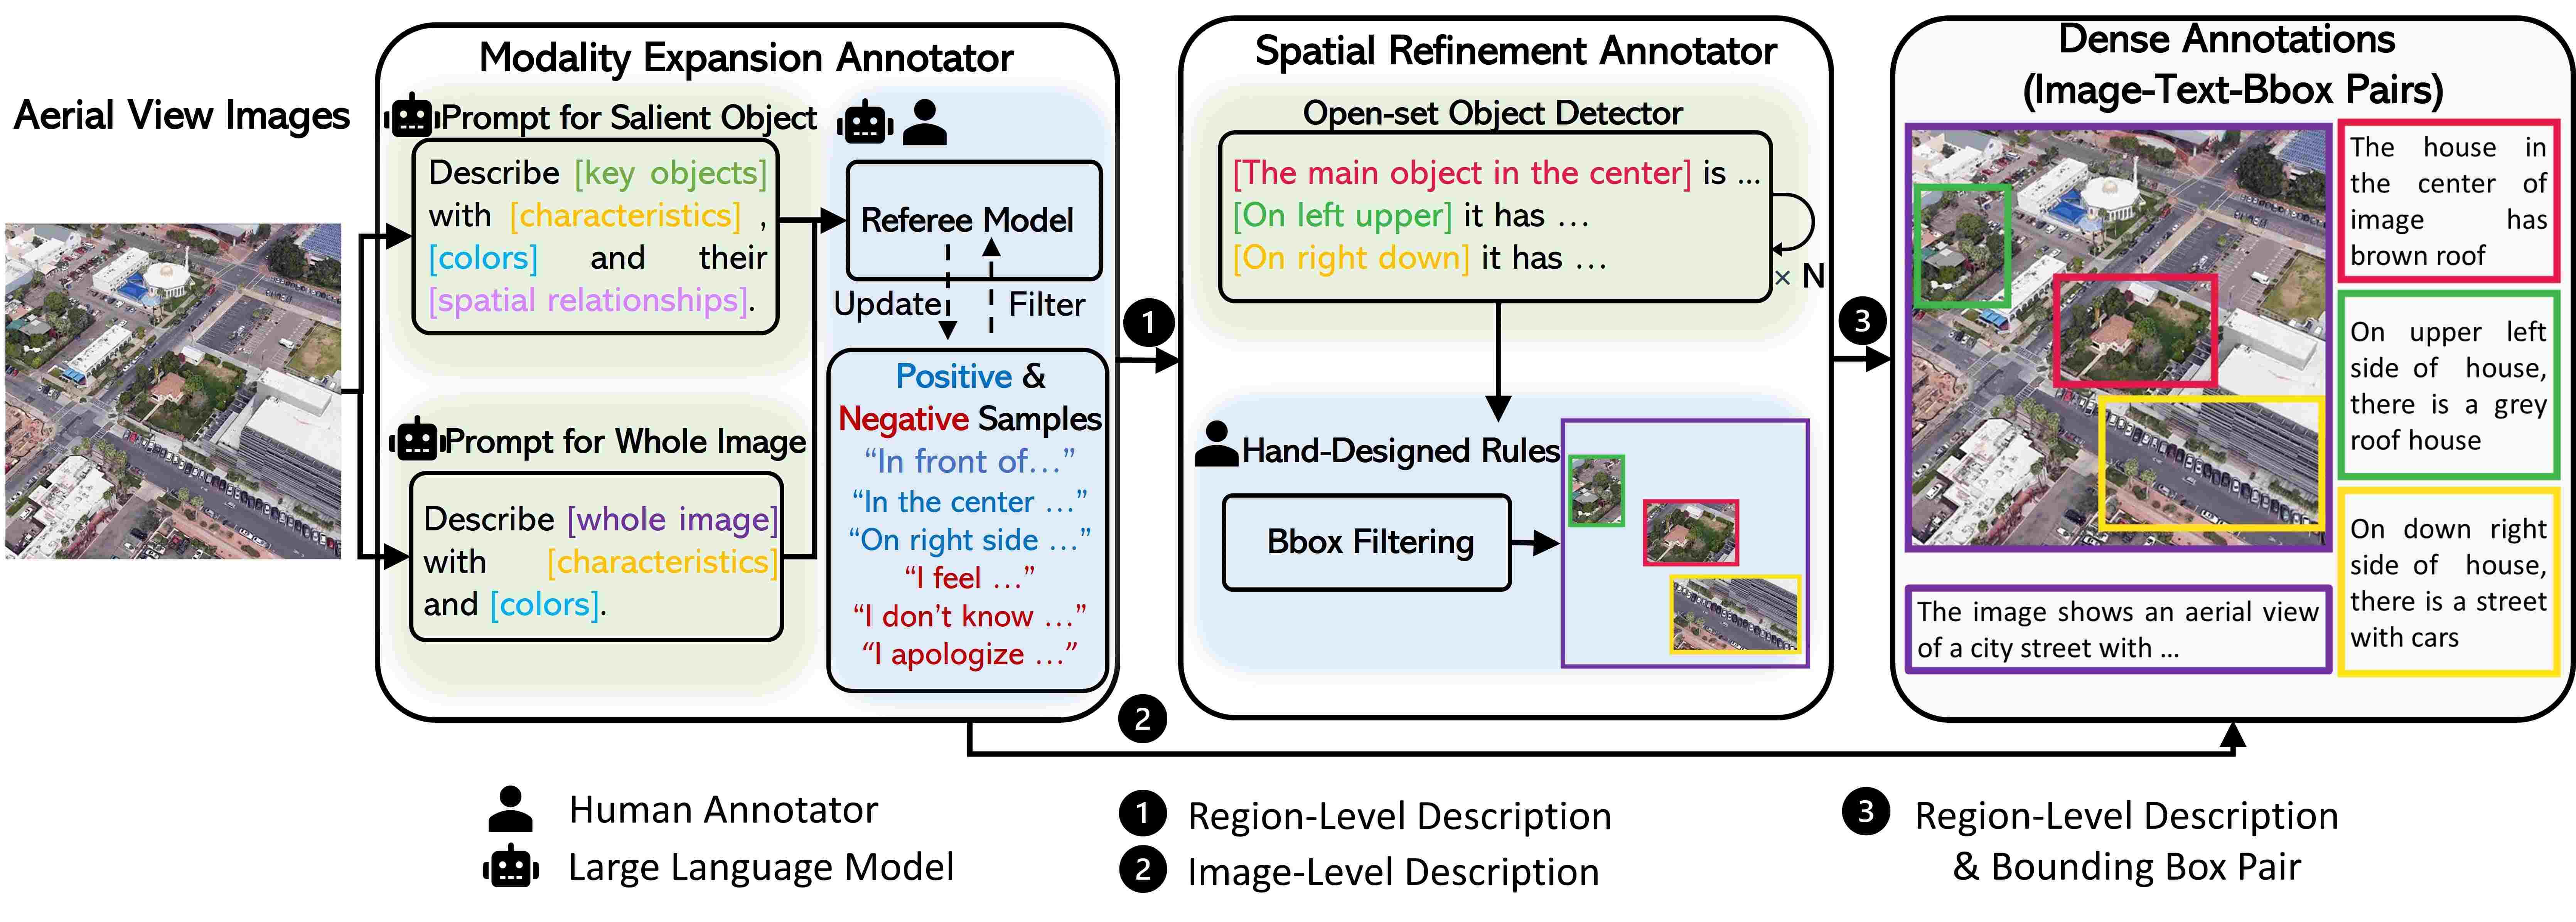 Aerial View Images
Modality Expansion Annotator
Prompt for Salient Object
Describe [key objects]
with [characteristics] ,
[colors] and their
[spatial relationships].
Prompt for Whole Image
Describe [whole image]
with [characteristics]
and [colors].
Referee Model
Update
Filter
Positive &
Negative Samples
“In front of…”
“In the center …”
“On right side …”
“I feel …”
“I don’t know …”
“I apologize …”
1
2
Spatial Refinement Annotator
Open-set Object Detector
[The main object in the center] is …
[On left upper] it has …
[On right down] it has …
× N
Hand-Designed Rules
Bbox Filtering
3
Dense Annotations
(Image-Text-Bbox Pairs)
The house in
the center of
image has
brown roof
On upper left
side of house,
there is a grey
roof house
On down right
side of house,
there is a street
with cars
The image shows an aerial view
of a city street with …
Human Annotator
Large Language Model
1 Region-Level Description
2 Image-Level Description
3 Region-Level Description
& Bounding Box Pair